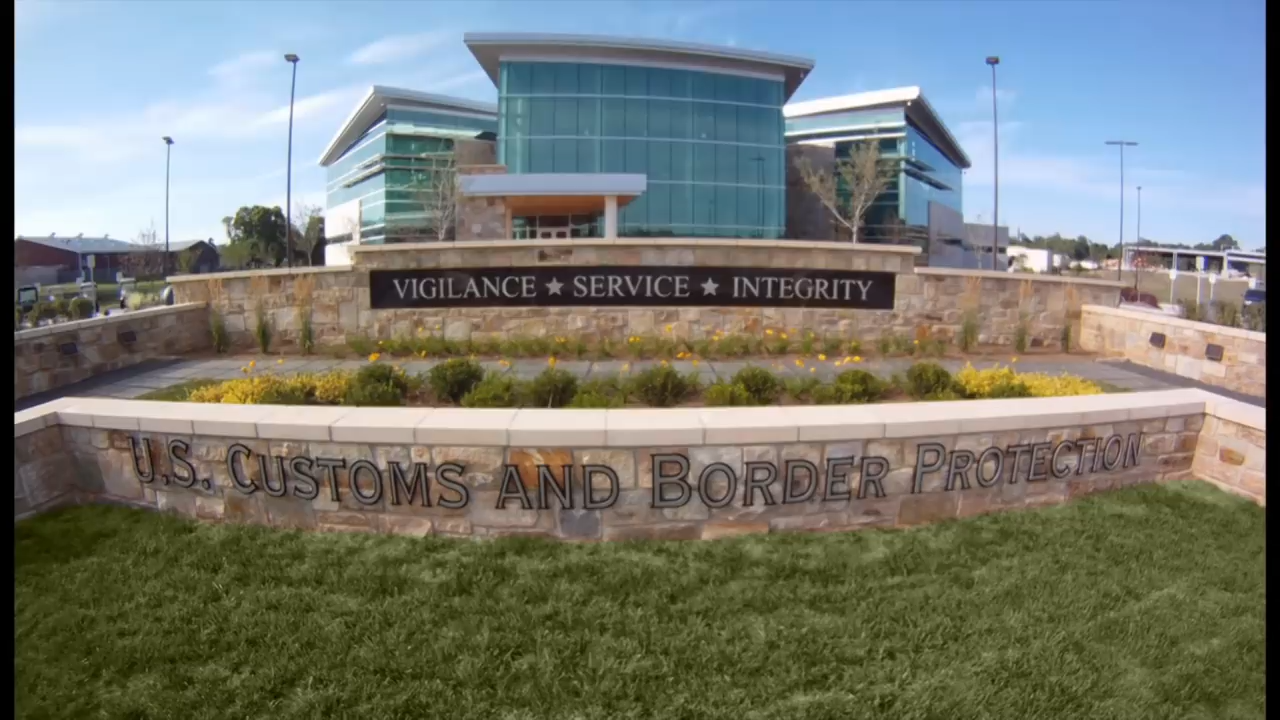 VIGILANCE ★ SERVICE ★ INTEGRITY
U.S. CUSTOMS AND BORDER PROTECTION